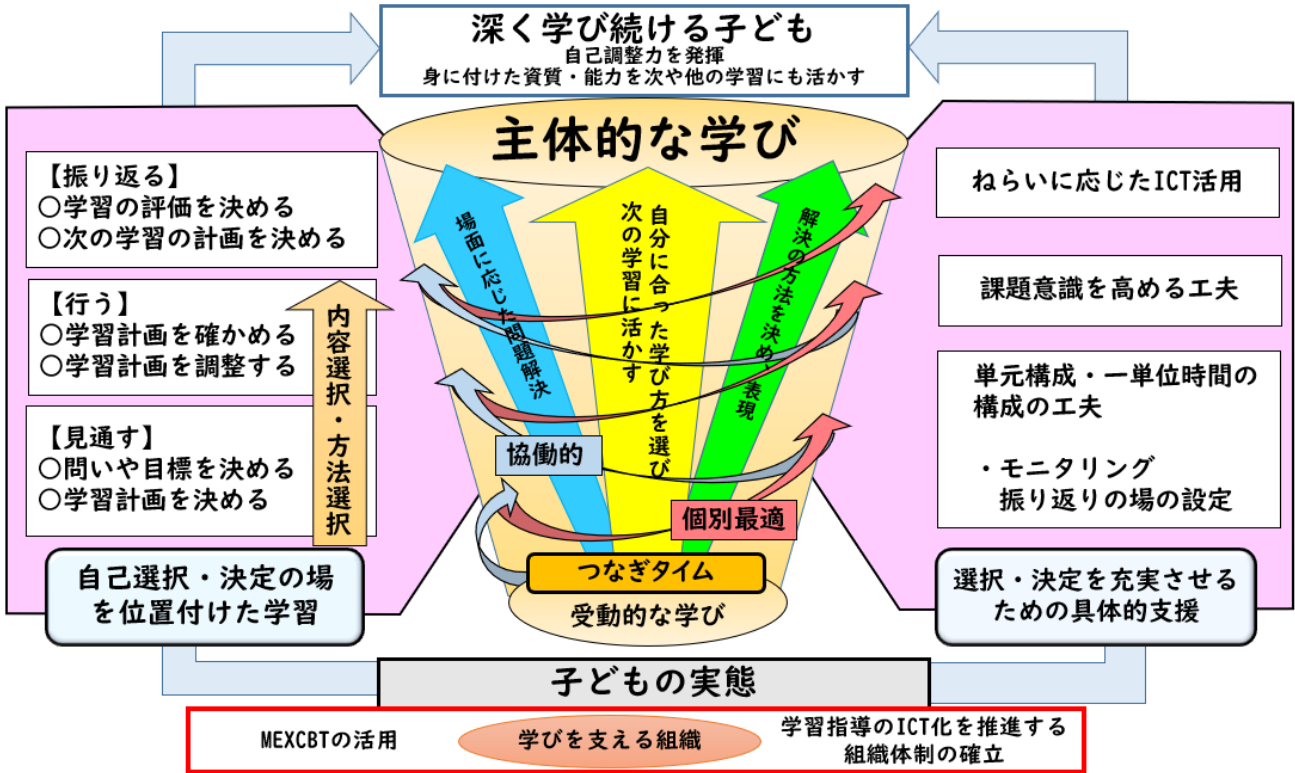 深く学び続ける子ども
自己調整力を発揮
身に付けた資質・能力を次や他の学習にも活かす
主体的な学び
【振り返る】
○学習の評価を決める
○次の学習の計画を決める
【行う】
○学習計画を確かめる
○学習計画を調整する
【見通す】
○問いや目標を決める
○学習計画を決める
内容選択・方法選択
自己選択・決定の場
を位置付けた学習
場面に応じた問題解決
自分に合った学び方を選び
次の学習に活かす
解決の方法を決め、表現
協働的
個別最適
つなぎタイム
受動的な学び
ねらいに応じたICT活用
課題意識を高める工夫
単元構成・一単位時間の
構成の工夫
・モニタリング
振り返りの場の設定
選択・決定を充実させる
ための具体的支援
子どもの実態
MEXCBTの活用
学びを支える組織
学習指導のICT化を推進する
組織体制の確立